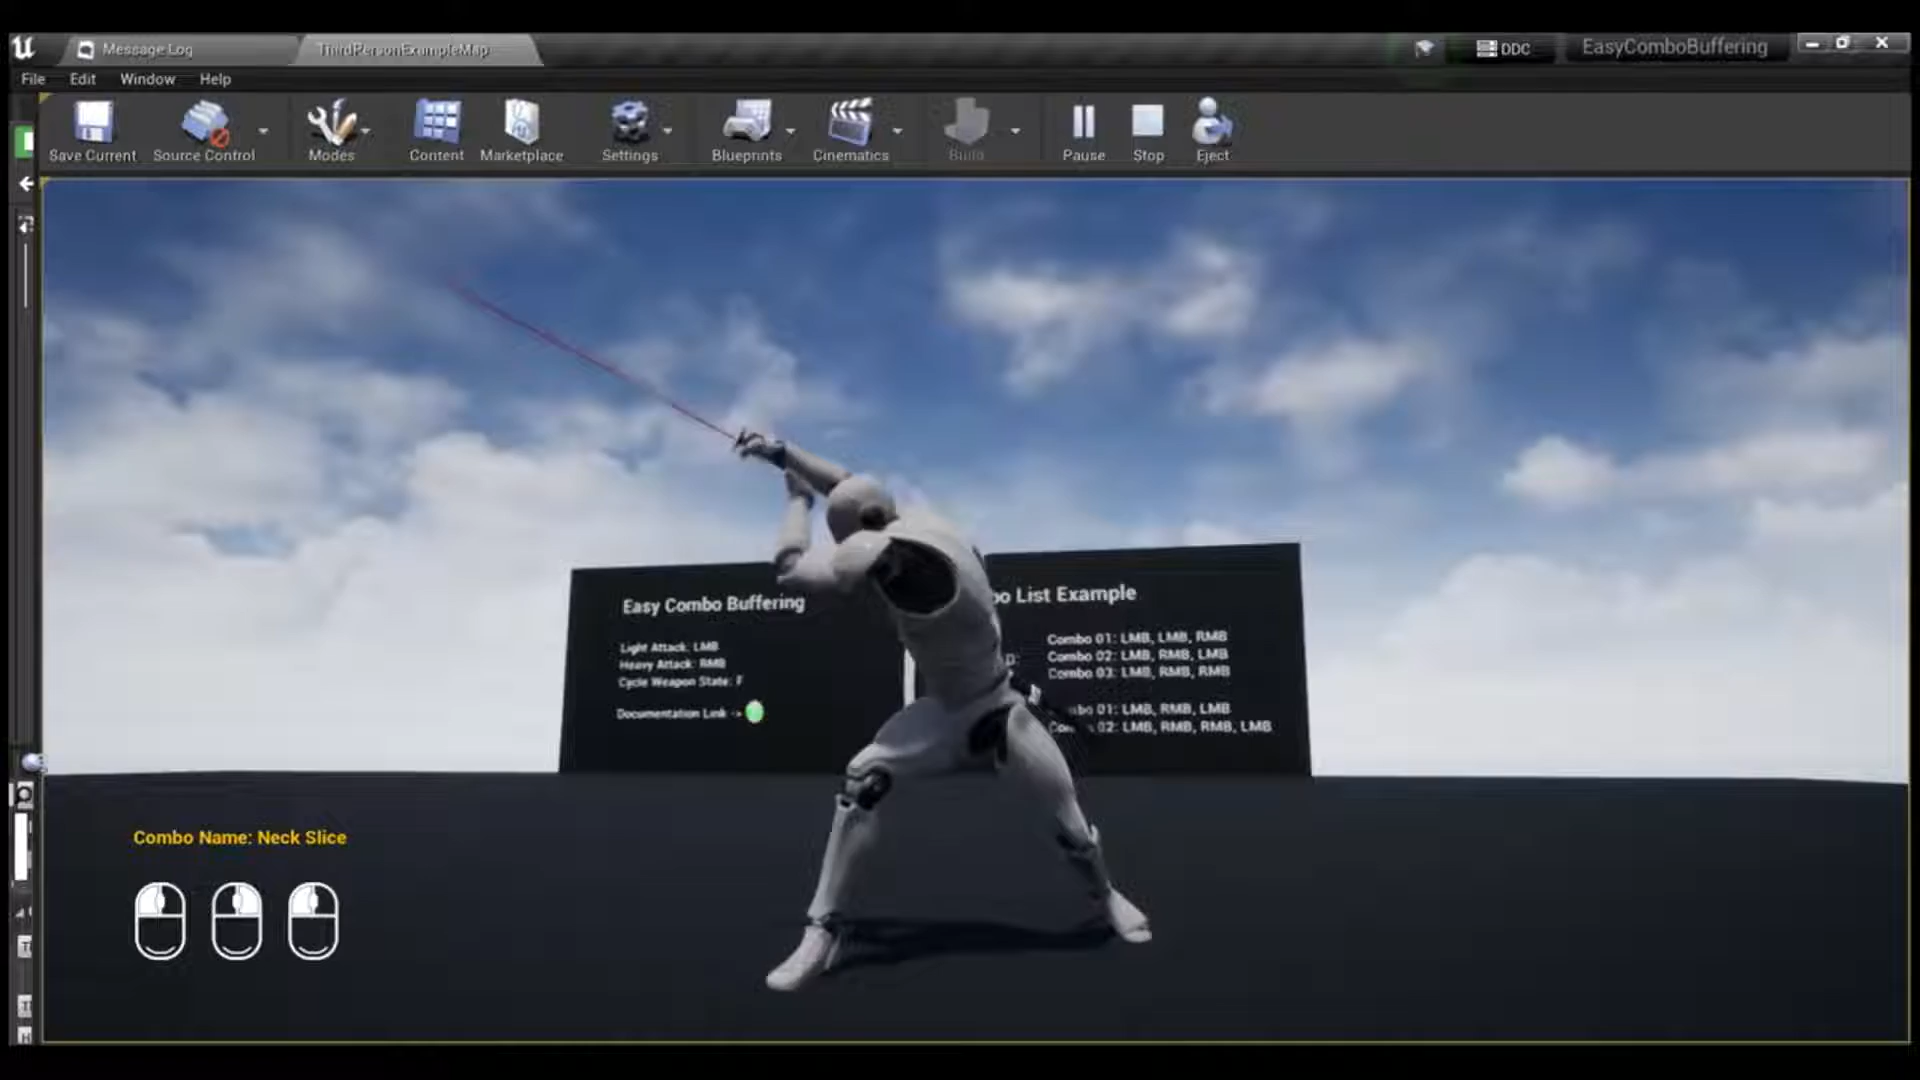 Message Log
ThirdPersonExampleMap
DDC
EasyComboBuffering
File Edit Window Help
Save Current
Source Control
Modes
Content
Marketplace
Settings
Blueprints
Cinematics
Build
Pause
Stop
Eject
Easy Combo Buffering
Light Attack: LMB
Heavy Attack: RMB
Cycle Weapon State: F
Documentation Link ->
List Example
Combo 01: LMB, LMB, RMB
Combo 02: LMB, RMB, LMB
Combo 03: LMB, RMB, RMB
01: LMB, RMB, LMB
02: LMB, RMB, RMB, LMB
Combo Name: Neck Slice